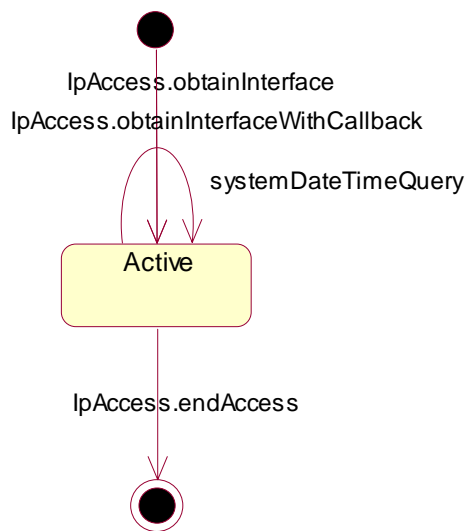 IpAccess.obtainInterface
IpAccess.obtainInterfaceWithCallback
systemDateTimeQuery
Active
IpAccess.endAccess